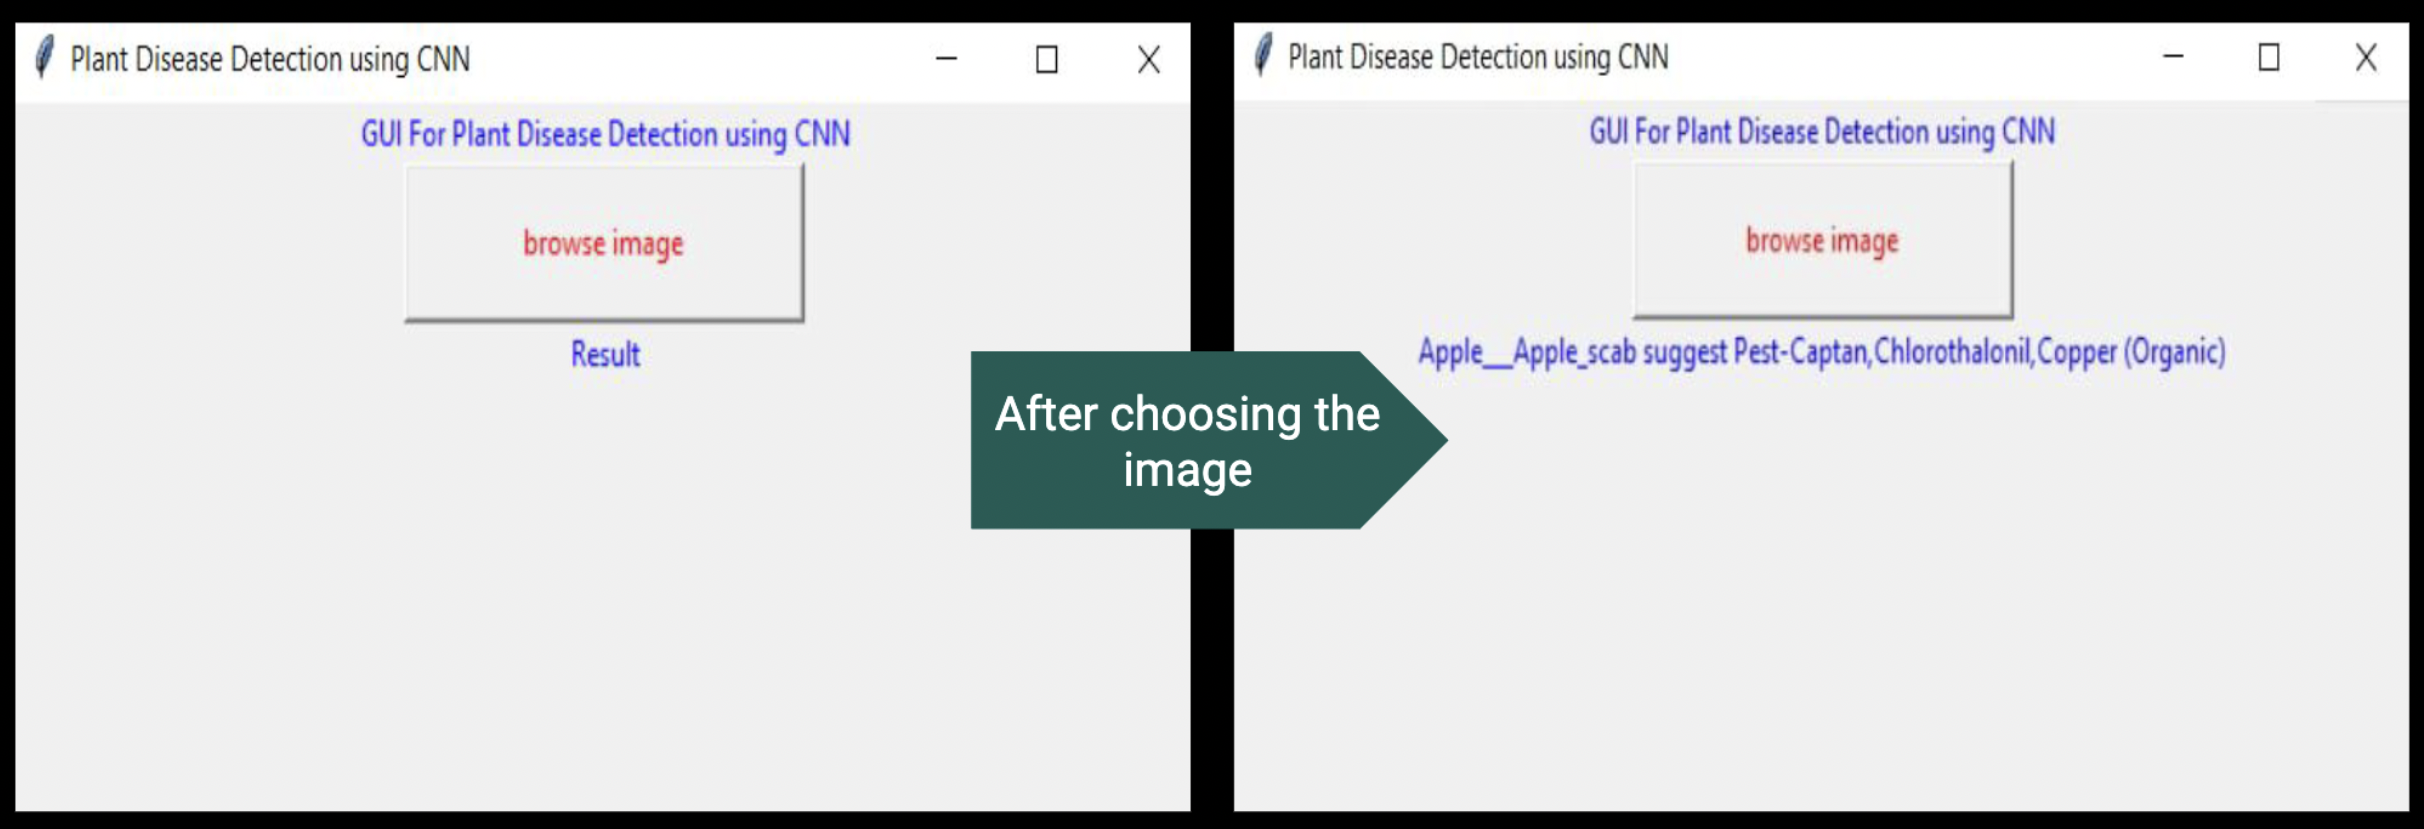 Plant Disease Detection using CNN
GUI For Plant Disease Detection using CNN
browse image
Result
After choosing the
image
Plant Disease Detection using CNN
GUI For Plant Disease Detection using CNN
browse image
Apple__Apple_scab suggest Pest-Captan,Chlorothalonil,Copper (Organic)